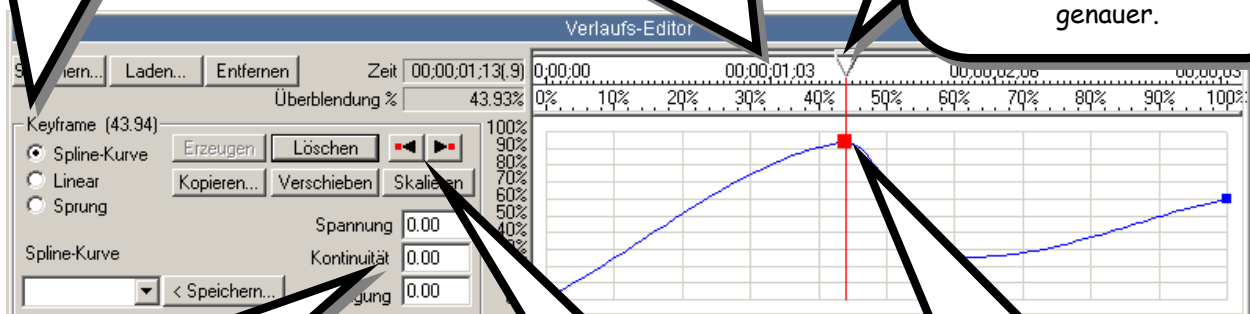 genauer.
Verlaufs-Editor
Laden... Entfernen Zeit 00;00;01;13(.9) 0;00;00 00;00;01;03
Überblendung % 43.93% 0% 10% 20% 30% 40% 50% 60% 70% 80% 90% 100%
Keyframe (43.94)
Spline-Kurve Erzeugen Löschen
Linear Kopieren... Verschieben Skalieren
Sprung
100%
90%
80%
70%
60%
50%
40%
Spannung 0.00
Spline-Kurve Kontinuität 0.00
< Speichern... 0.00